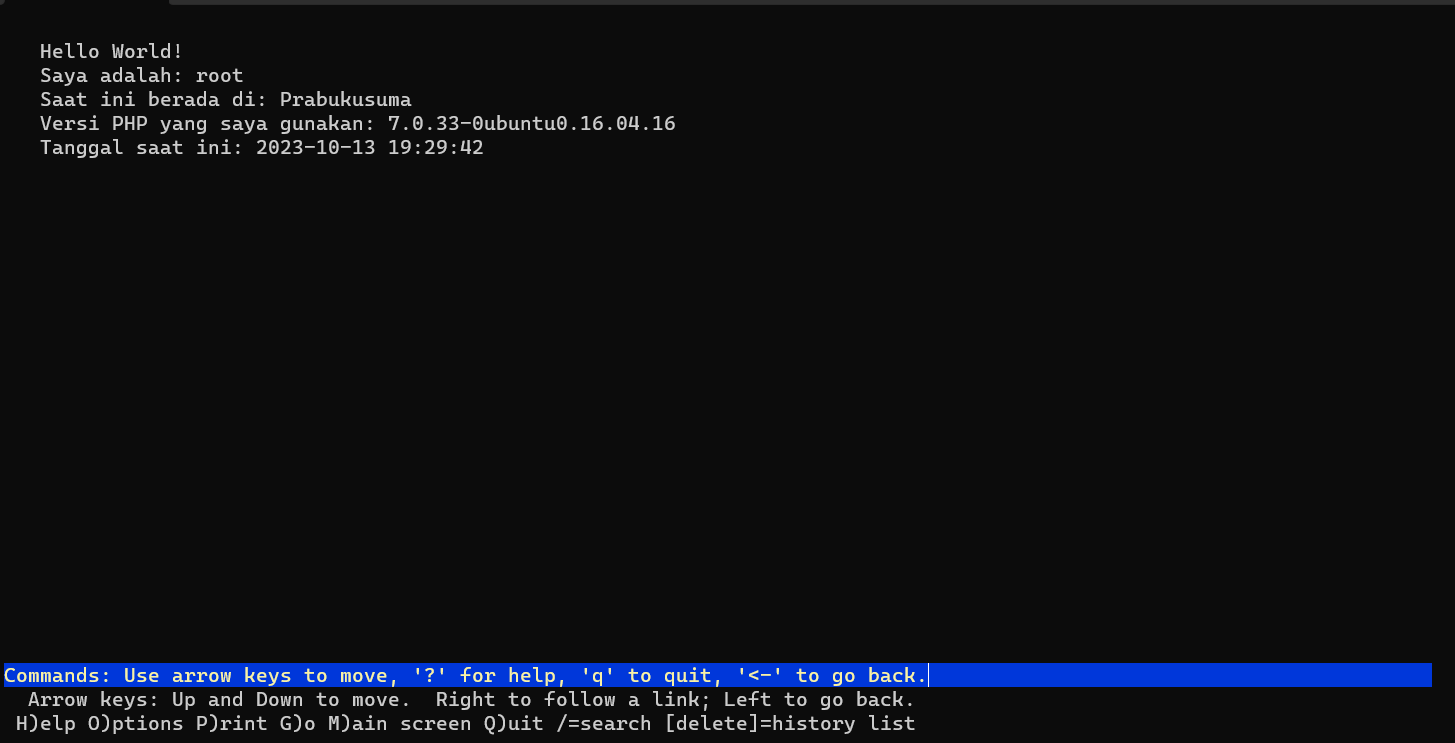 Hello World!
Saya adalah: root
Saat ini berada di: Prabukusuma
Versi PHP yang saya gunakan: 7.0.33-0ubuntu0.16.04.16
Tanggal saat ini: 2023-10-13 19:29:42
Commands: Use arrow keys to move, '?' for help, 'q' to quit, '<-' to go back.
Arrow keys: Up and Down to move.  Right to follow a link; Left to go back.
H)elp O)ptions P)rint G)o M)ain screen Q)uit /=search [delete]=history list